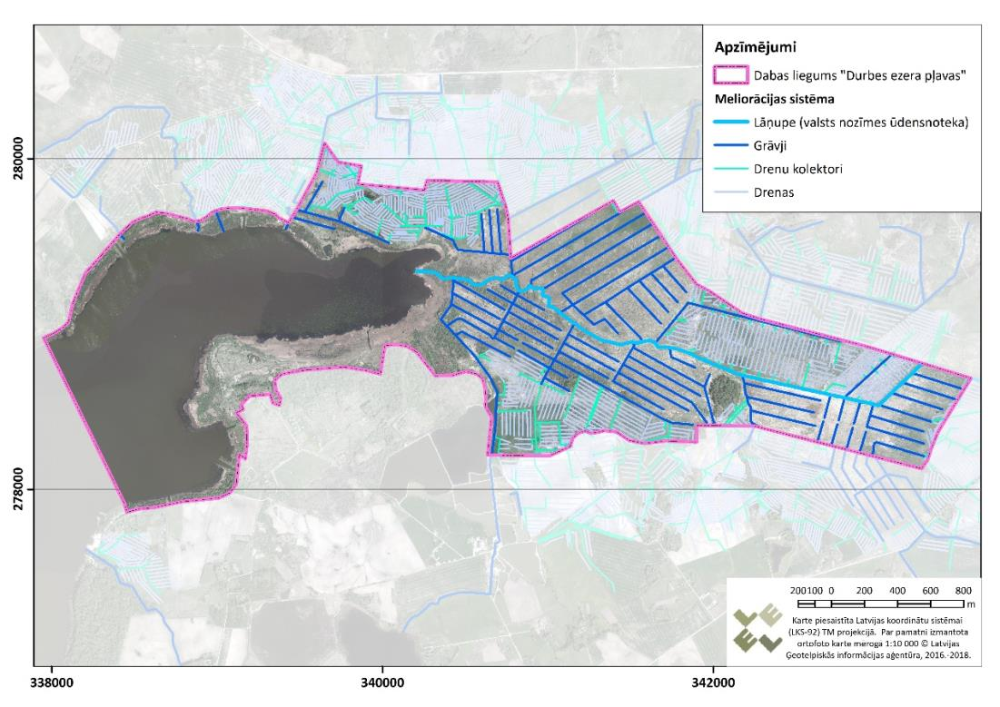 Apzīmējumi
Dabas liegums "Durbes ezera pļavas"
Meliorācijas sistēma
Lāņupe (valsts nozīmes ūdensnoteka)
Grāvji
Drenu kolektori
Drenas
280000
278000
200100 0 200 400 600 800
m
Karte piesaistīta Latvijas koordinātu sistēmai
(LKS-92) TM projekcijā. Par pamatni izmantota
ortofoto karte mēroga 1:10 000 © Latvijas
Ģeotelpiskās informācijas aģentūra, 2016.-2018.
338000 340000 342000